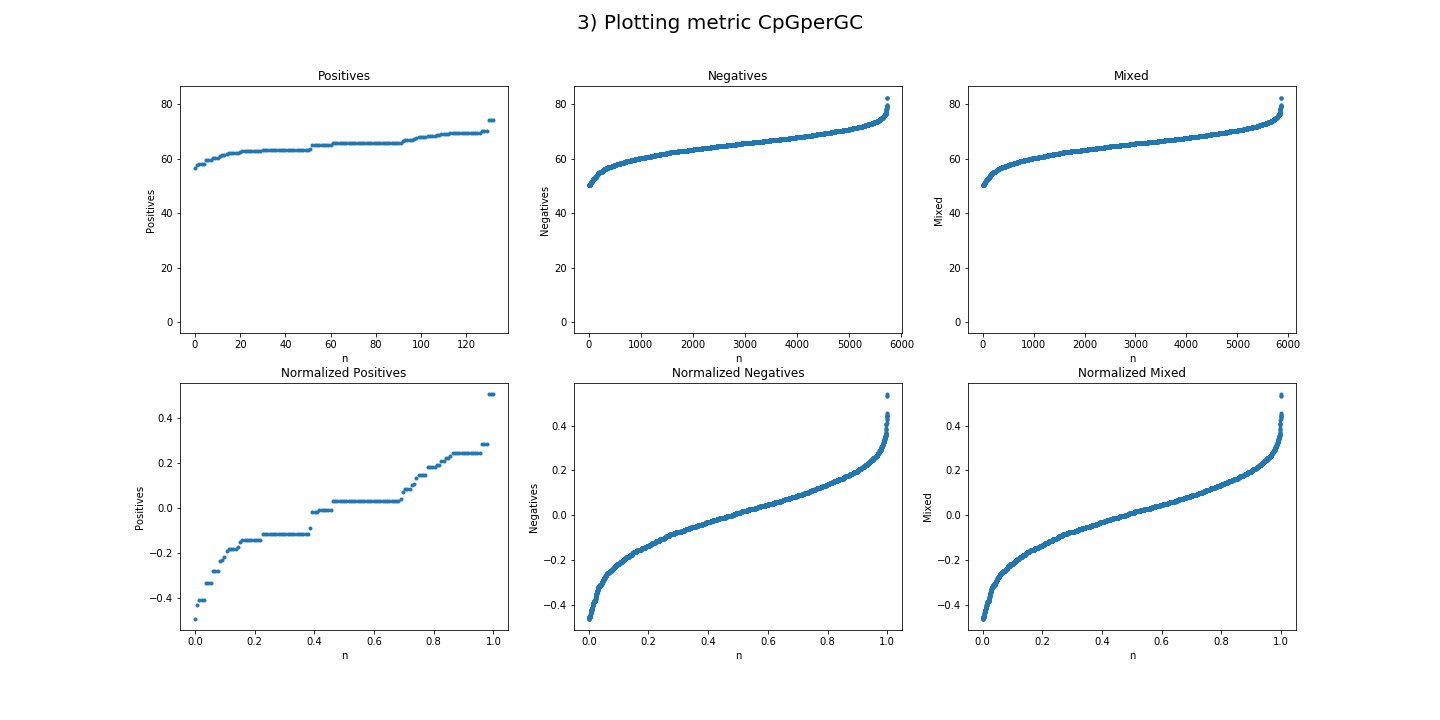 3) Plotting metric CpGperGC
Positives
Negatives
Mixed
80
60
40
20
0
Positives
0 20 40 60 80 100 120
n
80
60
40
20
0
Negatives
0 1000 2000 3000 4000 5000 6000
n
80
60
40
20
0
Mixed
0 1000 2000 3000 4000 5000 6000
n
Normalized Positives
Normalized Negatives
Normalized Mixed
0.4
0.2
0.0
−0.2
−0.4
Positives
0.0 0.2 0.4 0.6 0.8 1.0
n
0.4
0.2
0.0
−0.2
−0.4
Negatives
0.0 0.2 0.4 0.6 0.8 1.0
n
0.4
0.2
0.0
−0.2
−0.4
Mixed
0.0 0.2 0.4 0.6 0.8 1.0
n